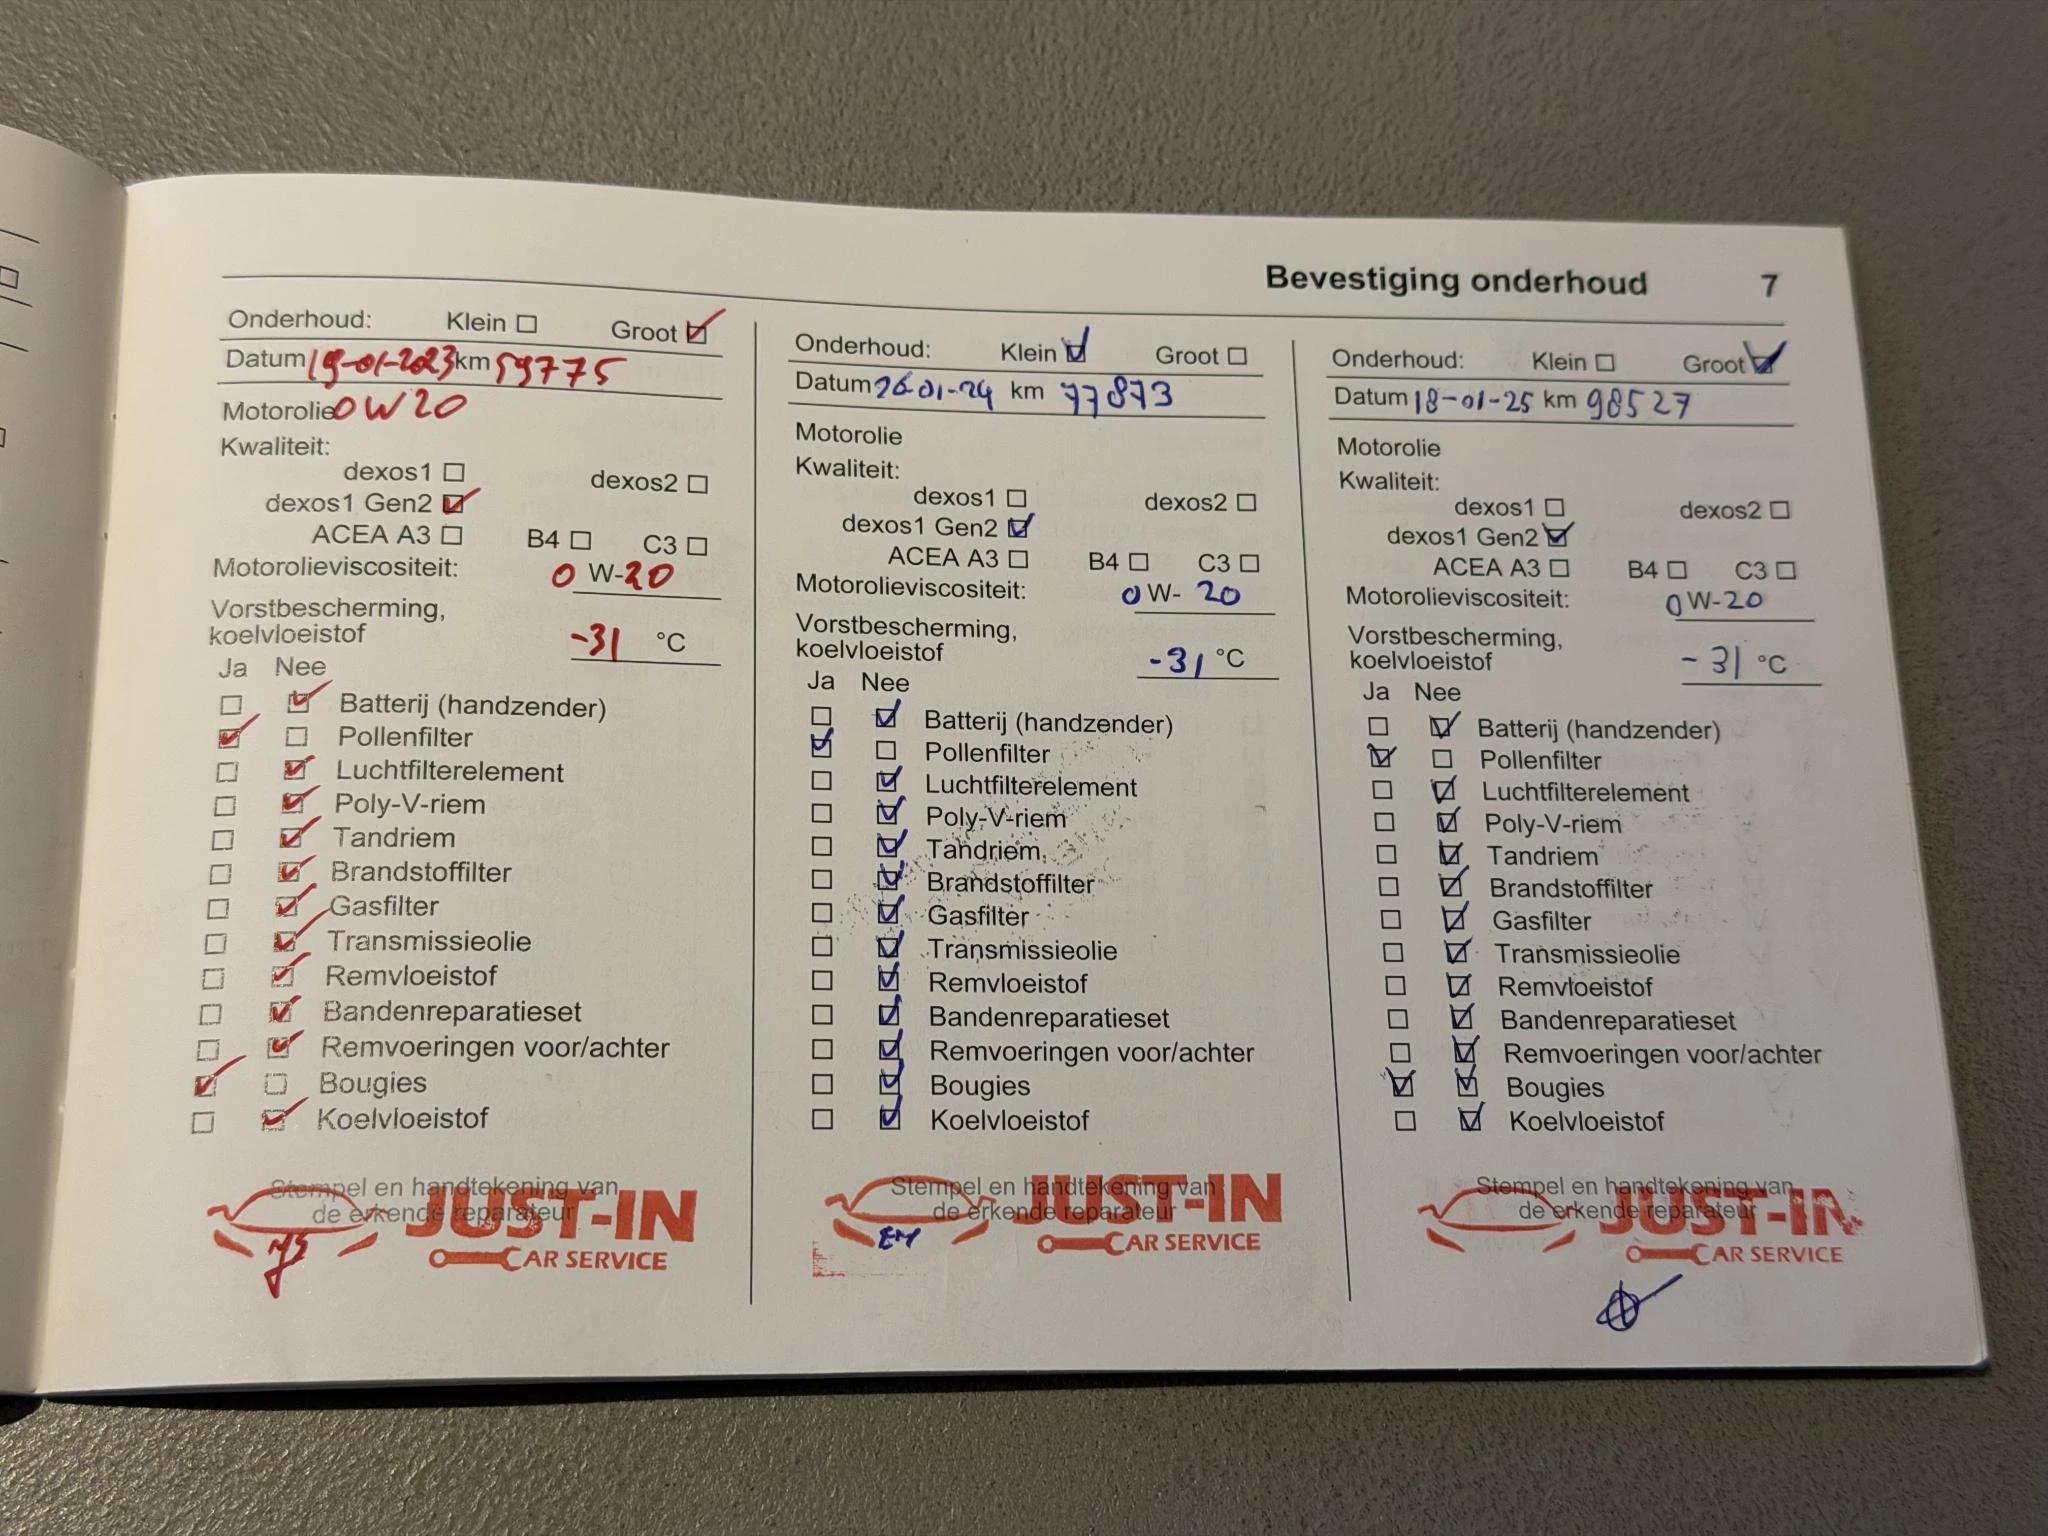 Bevestiging onderhoud 7
Onderhoud: Klein Groot
Datum 19-01-2023 km 59775
Motorolie 0W20
Kwaliteit:
dexos1 dexos2
dexos1 Gen2
ACEA A3 B4 C3
Motorolieviscositeit: 0 W-20
Vorstbescherming,
koelvloeistof -31 °C
Ja Nee
Batterij (handzender)
Pollenfilter
Luchtfilterelement
Poly-V-riem
Tandriem
Brandstoffilter
Gasfilter
Transmissieolie
Remvloeistof
Bandenreparatieset
Remvoeringen voor/achter
Bougies
Koelvloeistof
Stempel en handtekening van
de erkende reparateur
JUST-IN
CAR SERVICE
Onderhoud: Klein Groot
Datum 26-01-24 km 77873
Motorolie
Kwaliteit:
dexos1 dexos2
dexos1 Gen2
ACEA A3 B4 C3
Motorolieviscositeit: 0 W- 20
Vorstbescherming,
koelvloeistof -31 °C
Ja Nee
Batterij (handzender)
Pollenfilter
Luchtfilterelement
Poly-V-riem
Tandriem
Brandstoffilter
Gasfilter
Transmissieolie
Remvloeistof
Bandenreparatieset
Remvoeringen voor/achter
Bougies
Koelvloeistof
Stempel en handtekening van
de erkende reparateur
JUST-IN
CAR SERVICE
Onderhoud: Klein Groot
Datum 18-01-25 km 98527
Motorolie
Kwaliteit:
dexos1 dexos2
dexos1 Gen2
ACEA A3 B4 C3
Motorolieviscositeit: 0 W-20
Vorstbescherming,
koelvloeistof -31 °C
Ja Nee
Batterij (handzender)
Pollenfilter
Luchtfilterelement
Poly-V-riem
Tandriem
Brandstoffilter
Gasfilter
Transmissieolie
Remvloeistof
Bandenreparatieset
Remvoeringen voor/achter
Bougies
Koelvloeistof
Stempel en handtekening van
de erkende reparateur
JUST-IN
CAR SERVICE